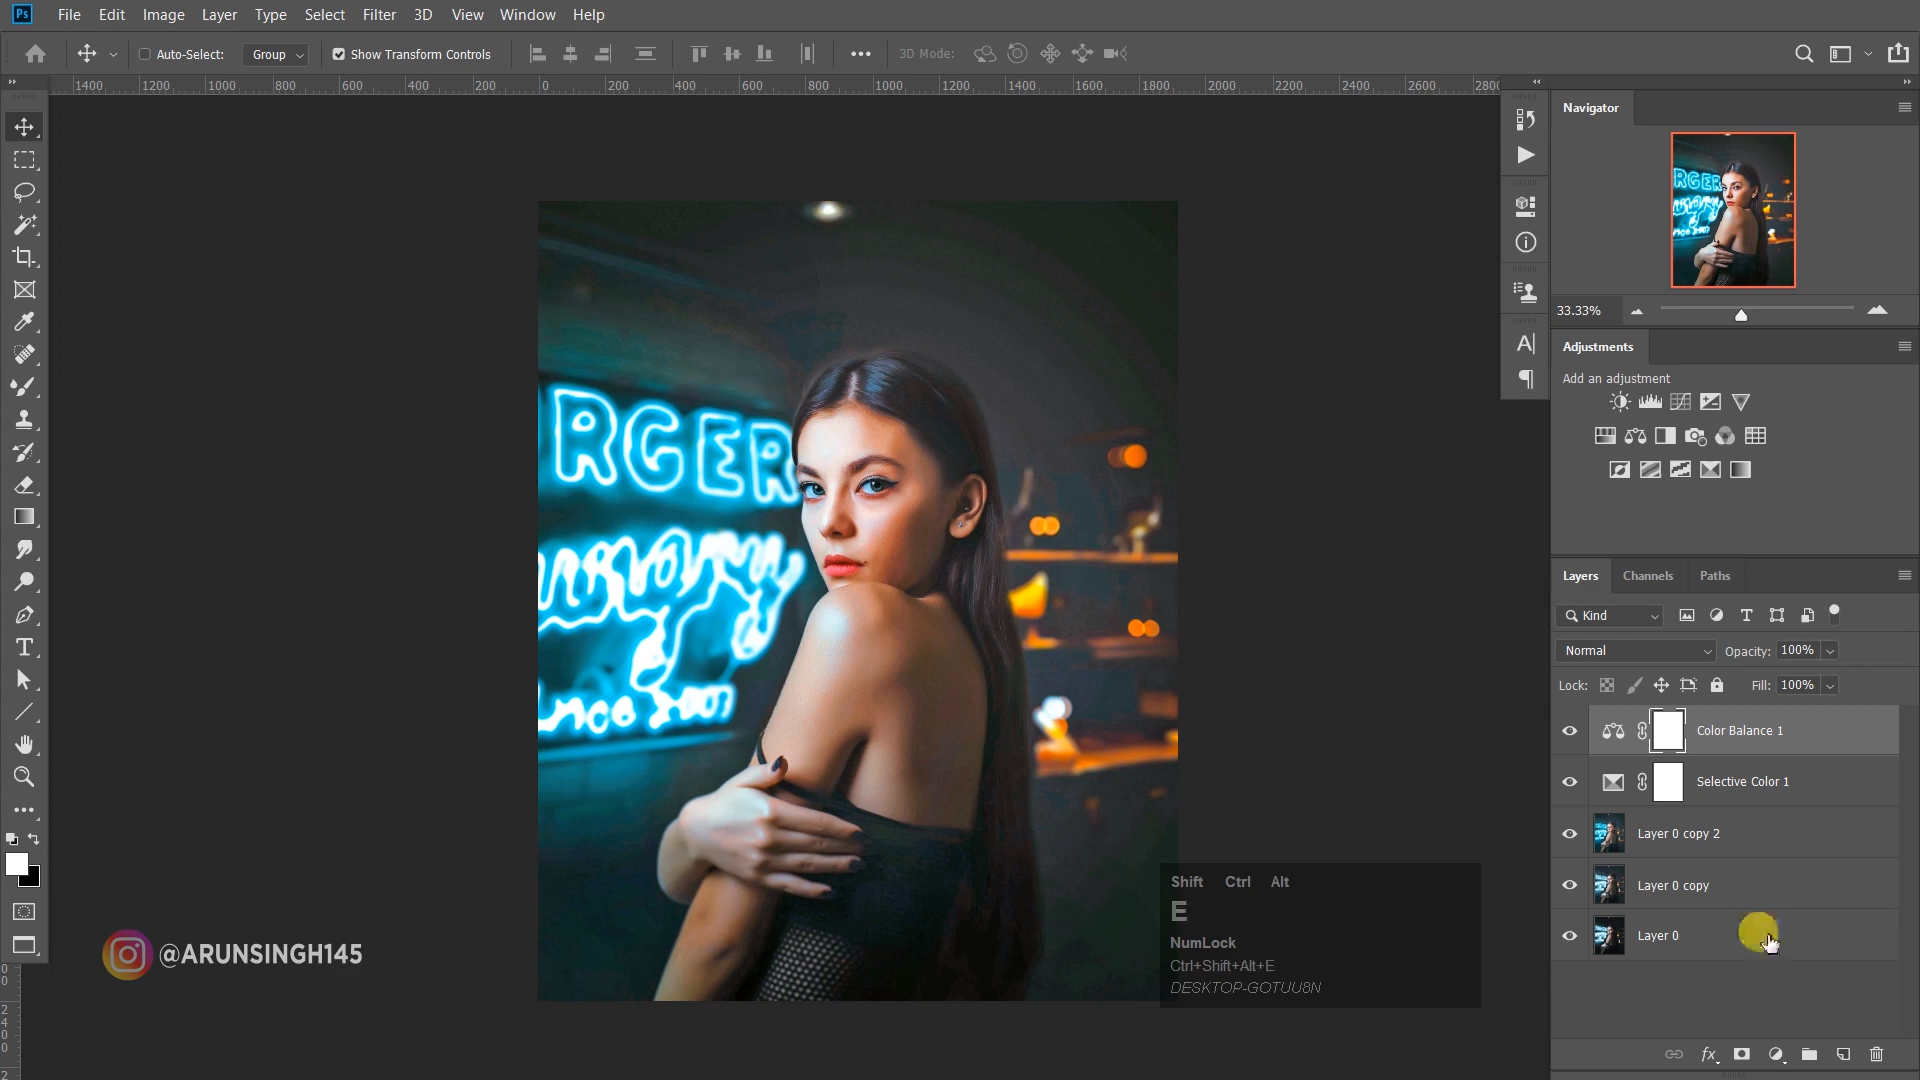 Ps File Edit Image Layer Type Select Filter 3D View Window Help
Auto-Select: Group Show Transform Controls 3D Mode:
1400 1200 1000 800 600 400 200 0 200 400 600 800 1000 1200 1400 1600 1800 2000 2200 2400 2600 2800
Navigator
33.33%
Adjustments
Add an adjustment
Layers Channels Paths
Kind
Normal Opacity: 100%
Lock: Fill: 100%
Color Balance 1
Selective Color 1
Layer 0 copy 2
Layer 0 copy
Layer 0
RGER
Since 2001
Shift Ctrl Alt
E
NumLock
Ctrl+Shift+Alt+E
DESKTOP-GOTUU8N
@ARUNSINGH145